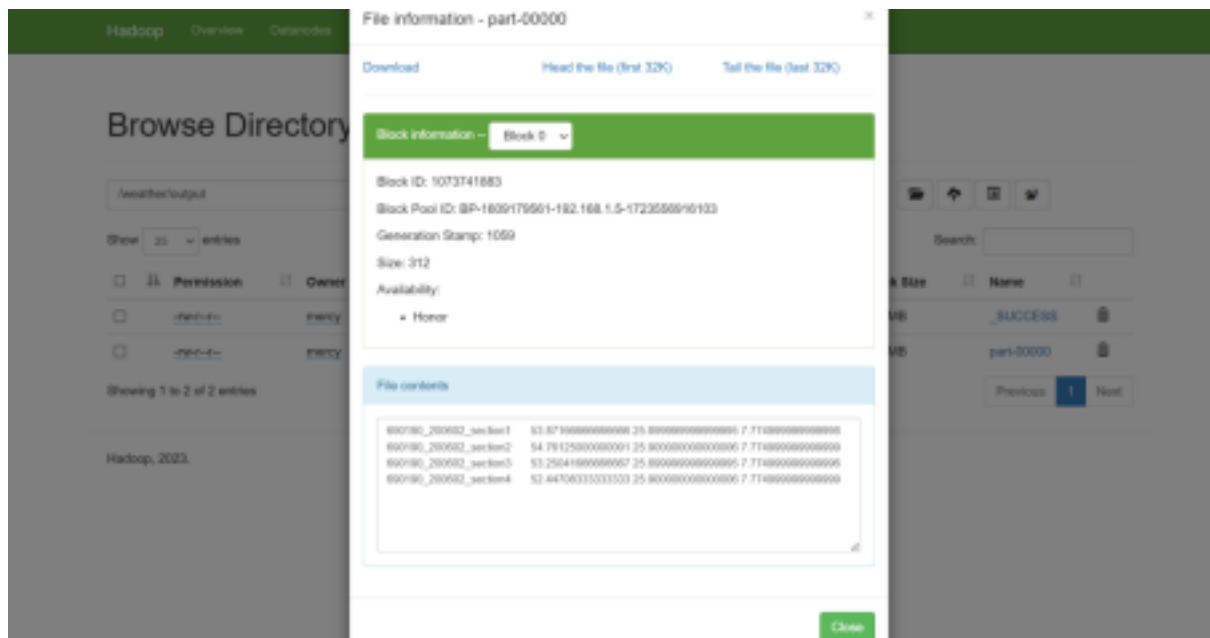 File information - part-00000 ×
Hadoop Overview Datanodes
Download Head the file (first 32K) Tail the file (last 32K)
Browse Directory
Block information -- Block 0
/weather/output
Block ID: 1073741883
Block Pool ID: BP-1609179561-192.168.1.5-1723556916103
Generation Stamp: 1059
Size: 312
Availability:
• Honor
Show 25 entries
Search:
Permission Owner k Size Name
-rw-r--r-- mercy MB _SUCCESS
-rw-r--r-- mercy MB part-00000
Showing 1 to 2 of 2 entries
Previous 1 Next
File contents
690190_200602_section1
690190_200602_section2
690190_200602_section3
690190_200602_section4
Hadoop, 2023.
Close